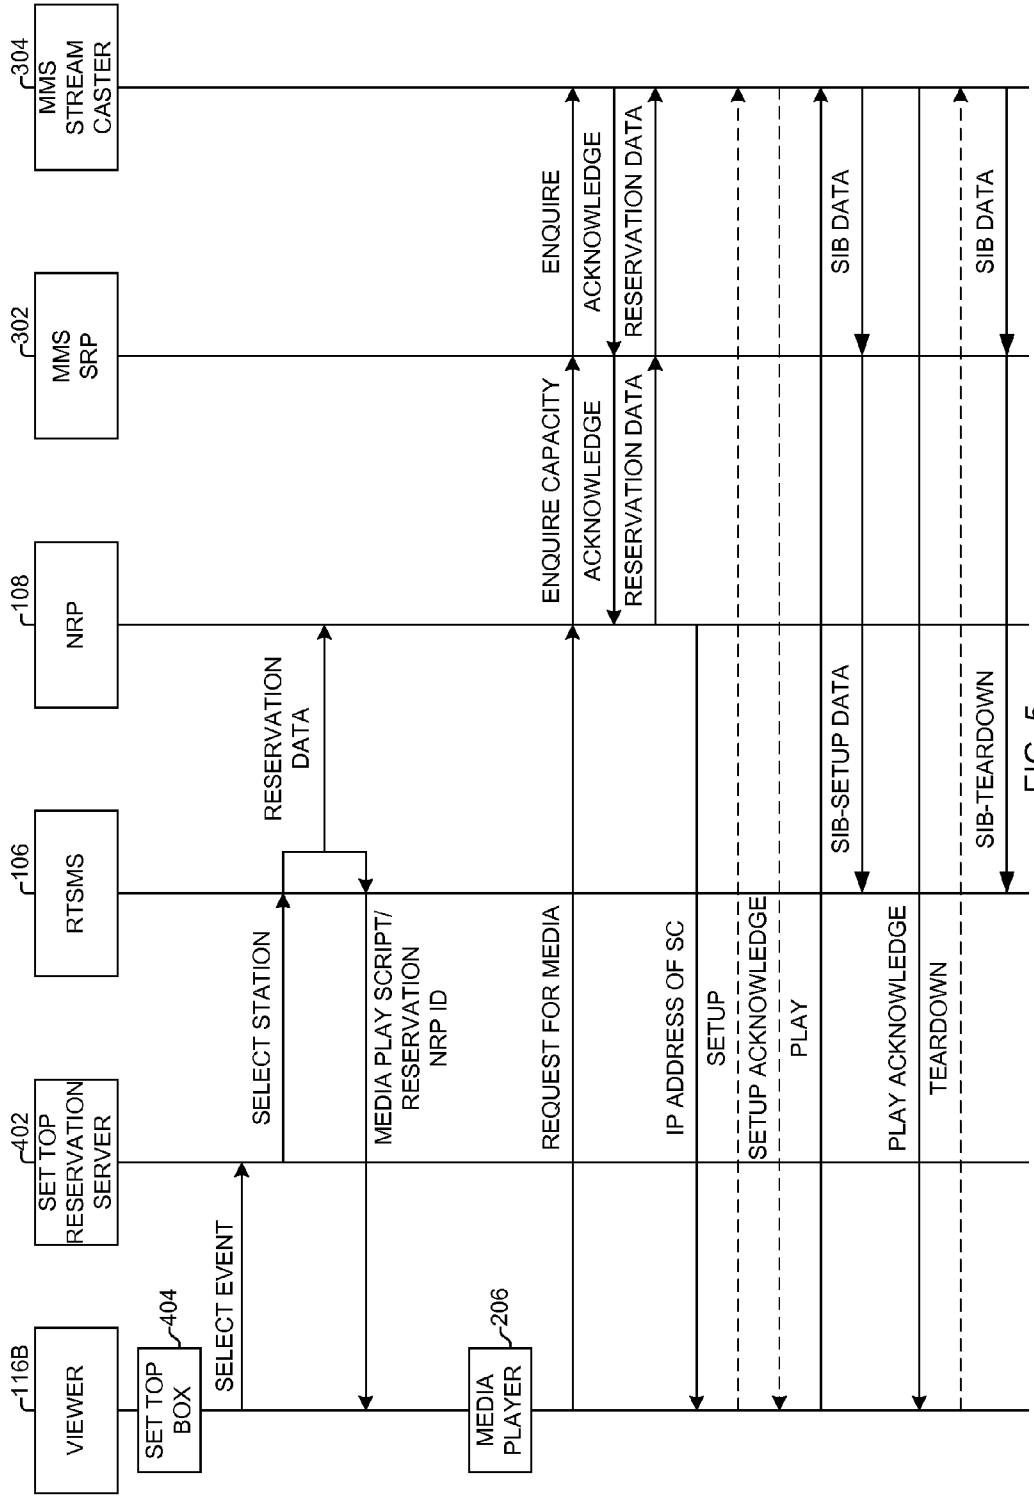 116B
VIEWER
402
SET TOP
RESERVATION
SERVER
106
RTSMS
108
NRP
302
MMS
SRP
304
MMS
STREAM
CASTER
SET TOP
BOX
404
SELECT EVENT
SELECT STATION
RESERVATION
DATA
MEDIA PLAY SCRIPT/
RESERVATION
NRP ID
MEDIA
PLAYER
206
REQUEST FOR MEDIA
ENQUIRE CAPACITY
ENQUIRE
ACKNOWLEDGE
ACKNOWLEDGE
RESERVATION DATA
RESERVATION DATA
IP ADDRESS OF SC
SETUP
SETUP ACKNOWLEDGE
PLAY
SIB-SETUP DATA
SIB DATA
PLAY ACKNOWLEDGE
TEARDOWN
SIB-TEARDOWN
SIB DATA
FIG. 5